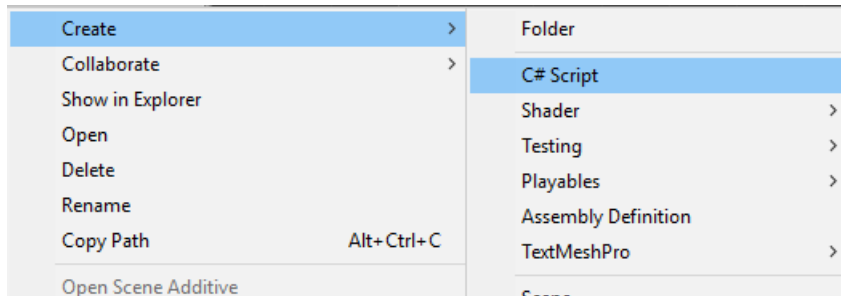 Create
Collaborate
Show in Explorer
Open
Delete
Rename
Copy Path Alt+Ctrl+C
Open Scene Additive
Folder
C# Script
Shader
Testing
Playables
Assembly Definition
TextMeshPro